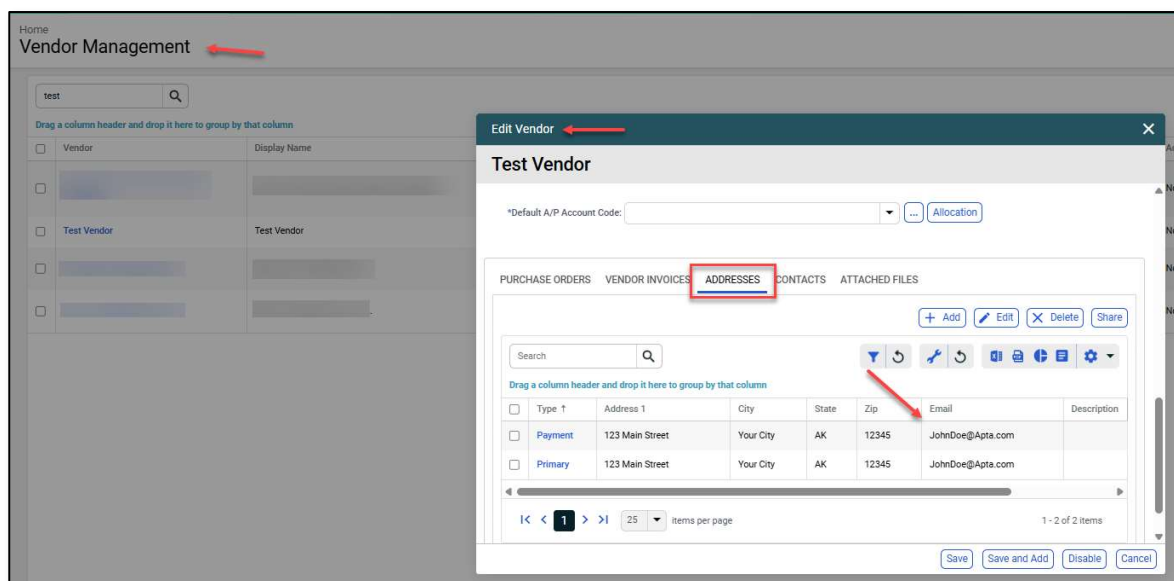 Home
Vendor Management
test
Drag a column header and drop it here to group by that column
Vendor Display Name
Test Vendor Test Vendor
Edit Vendor
Test Vendor
*Default A/P Account Code: ... Allocation
PURCHASE ORDERS VENDOR INVOICES ADDRESSES CONTACTS ATTACHED FILES
+ Add Edit Delete Share
Search
Drag a column header and drop it here to group by that column
Type ↑ Address 1 City State Zip Email Description
Payment 123 Main Street Your City AK 12345 JohnDoe@Apta.com
Primary 123 Main Street Your City AK 12345 JohnDoe@Apta.com
1 25 items per page 1 - 2 of 2 items
Save Save and Add Disable Cancel